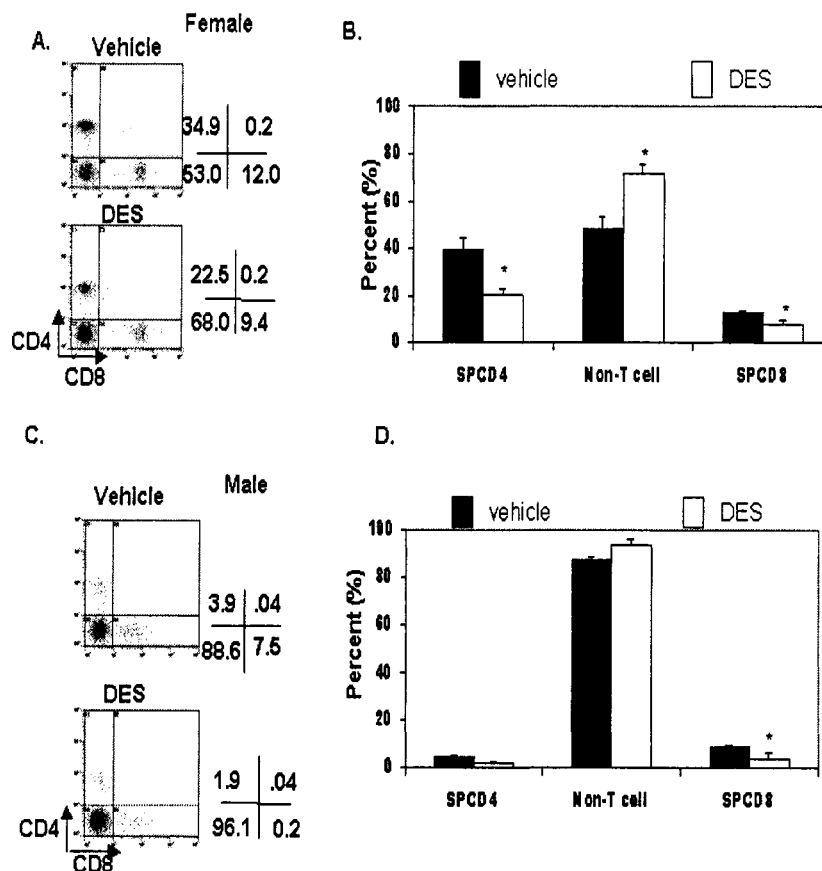 A.
Female
Vehicle
34.9 0.2
53.0 12.0
DES
22.5 0.2
68.0 9.4
CD4
CD8
B.
vehicle DES
Percent (%)
100
80
60
40
20
0
*
*
*
SPCD4 Non-T cell SPCD8
C.
Male
Vehicle
3.9 .04
88.6 7.5
DES
1.9 .04
96.1 0.2
CD4
CD8
D.
vehicle DES
Percent (%)
100
80
60
40
20
0
*
SPCD4 Non-T cell SPCD8